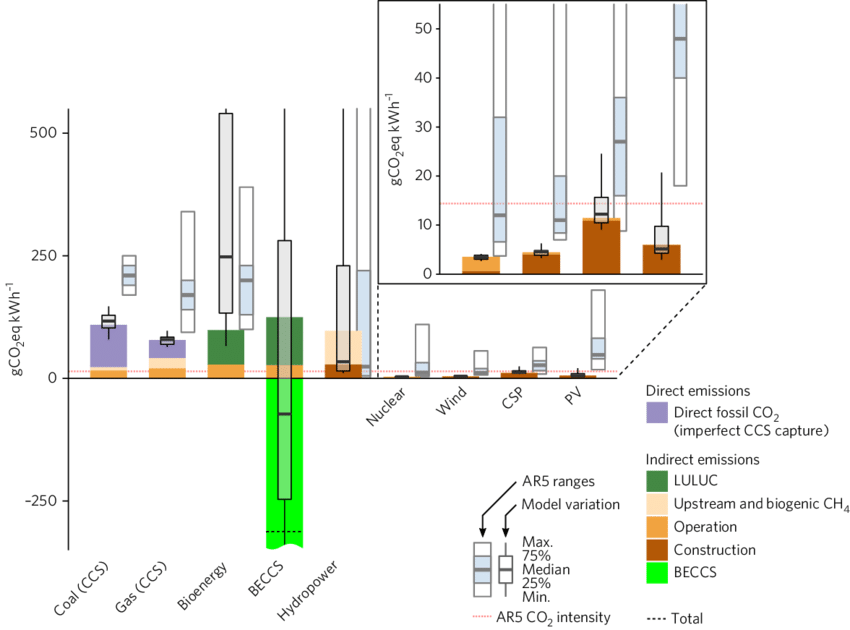 50
40
30
20
10
0
gCO₂eq kWh⁻¹
500
250
0
−250
gCO₂eq kWh⁻¹
Nuclear
Wind
CSP
PV
Coal (CCS)
Gas (CCS)
Bioenergy
BECCS
Hydropower
AR5 ranges
Model variation
Max.
75%
Median
25%
Min.
AR5 CO₂ intensity
Total
Direct emissions
Direct fossil CO₂
(imperfect CCS capture)
Indirect emissions
LULUC
Upstream and biogenic CH₄
Operation
Construction
BECCS